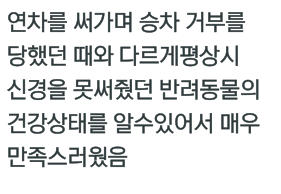 연차를 써가며 승차 거부를
당했던 때와 다르게평상시
신경을 못써줬던 반려동물의
건강상태를 알수있어서 매우
만족스러웠음